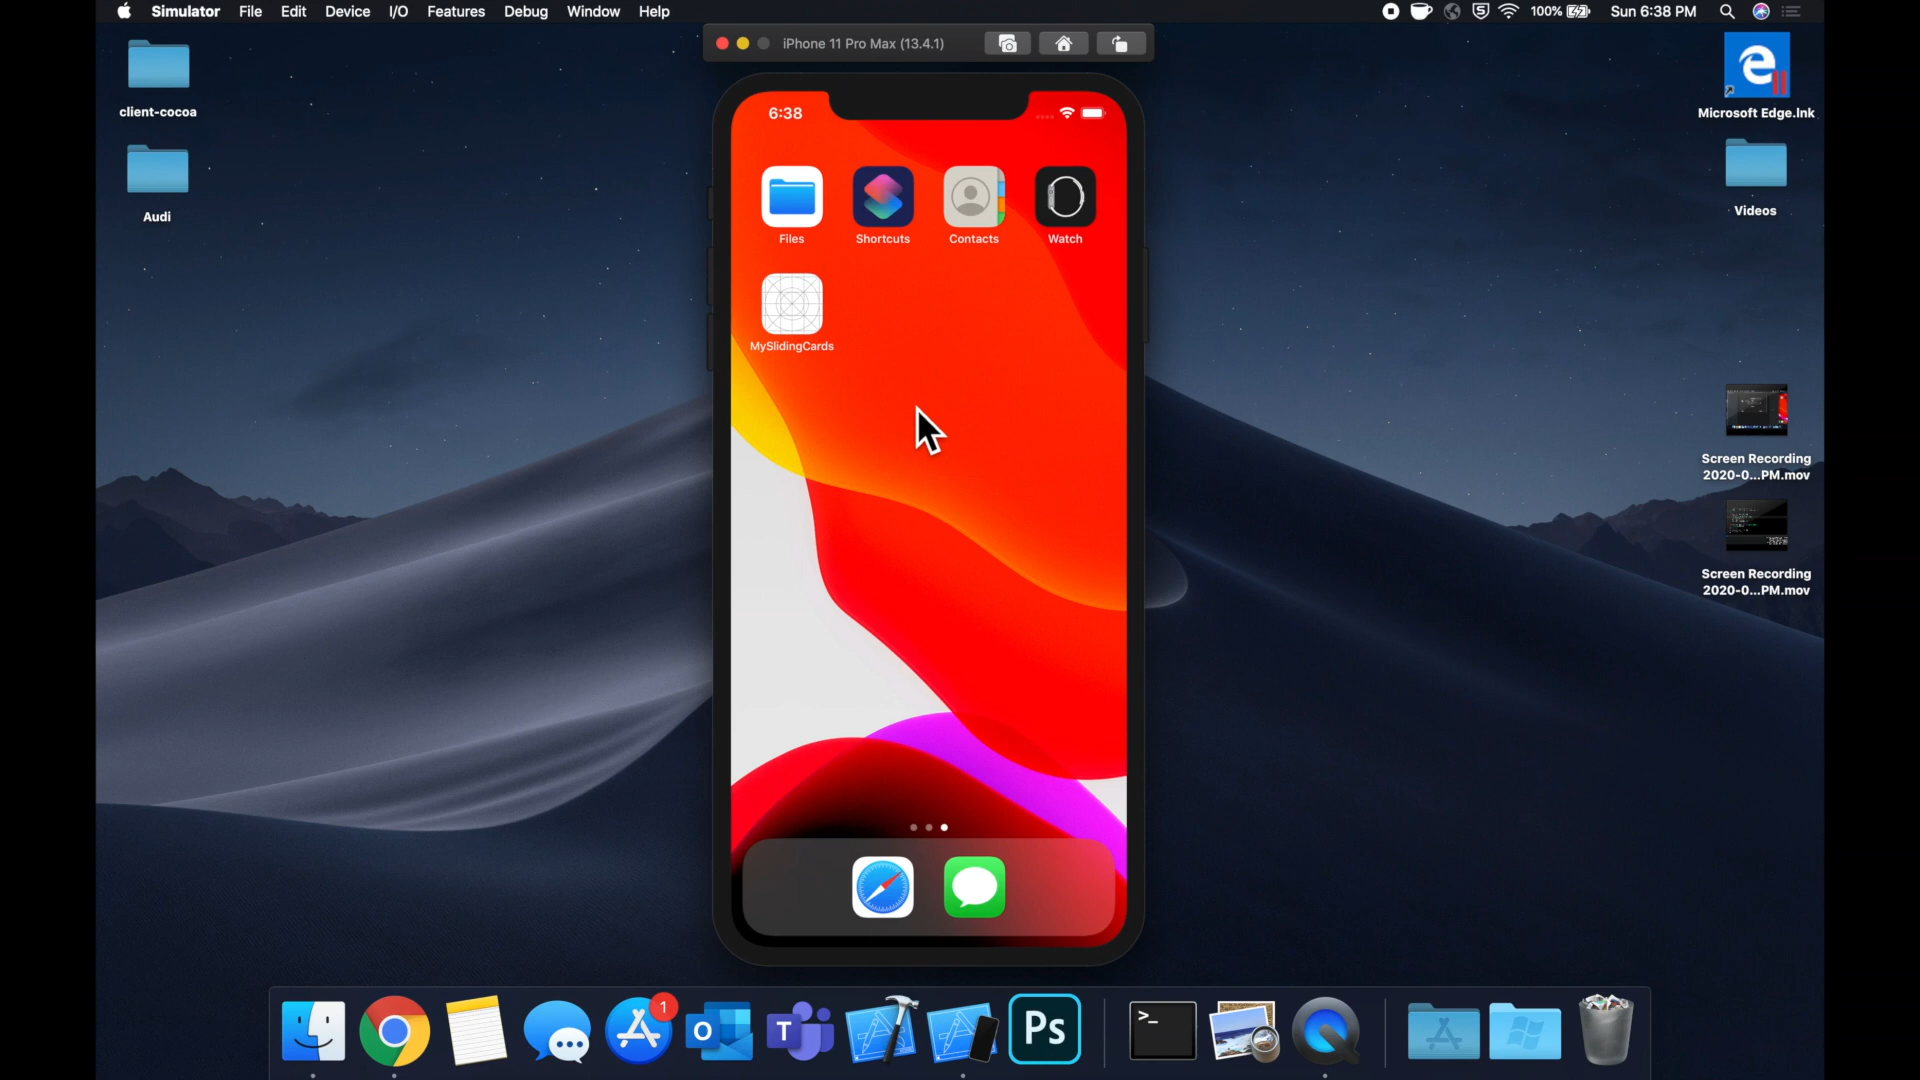 Simulator File Edit Device I/O Features Debug Window Help 100% Sun 6:38 PM
iPhone 11 Pro Max (13.4.1)
client-cocoa
Audi
Microsoft Edge.lnk
Videos
Screen Recording
2020-0...PM.mov
Screen Recording
2020-0...PM.mov
6:38
Files Shortcuts Contacts Watch
MySlidingCards
1
O
T
Ps
>_